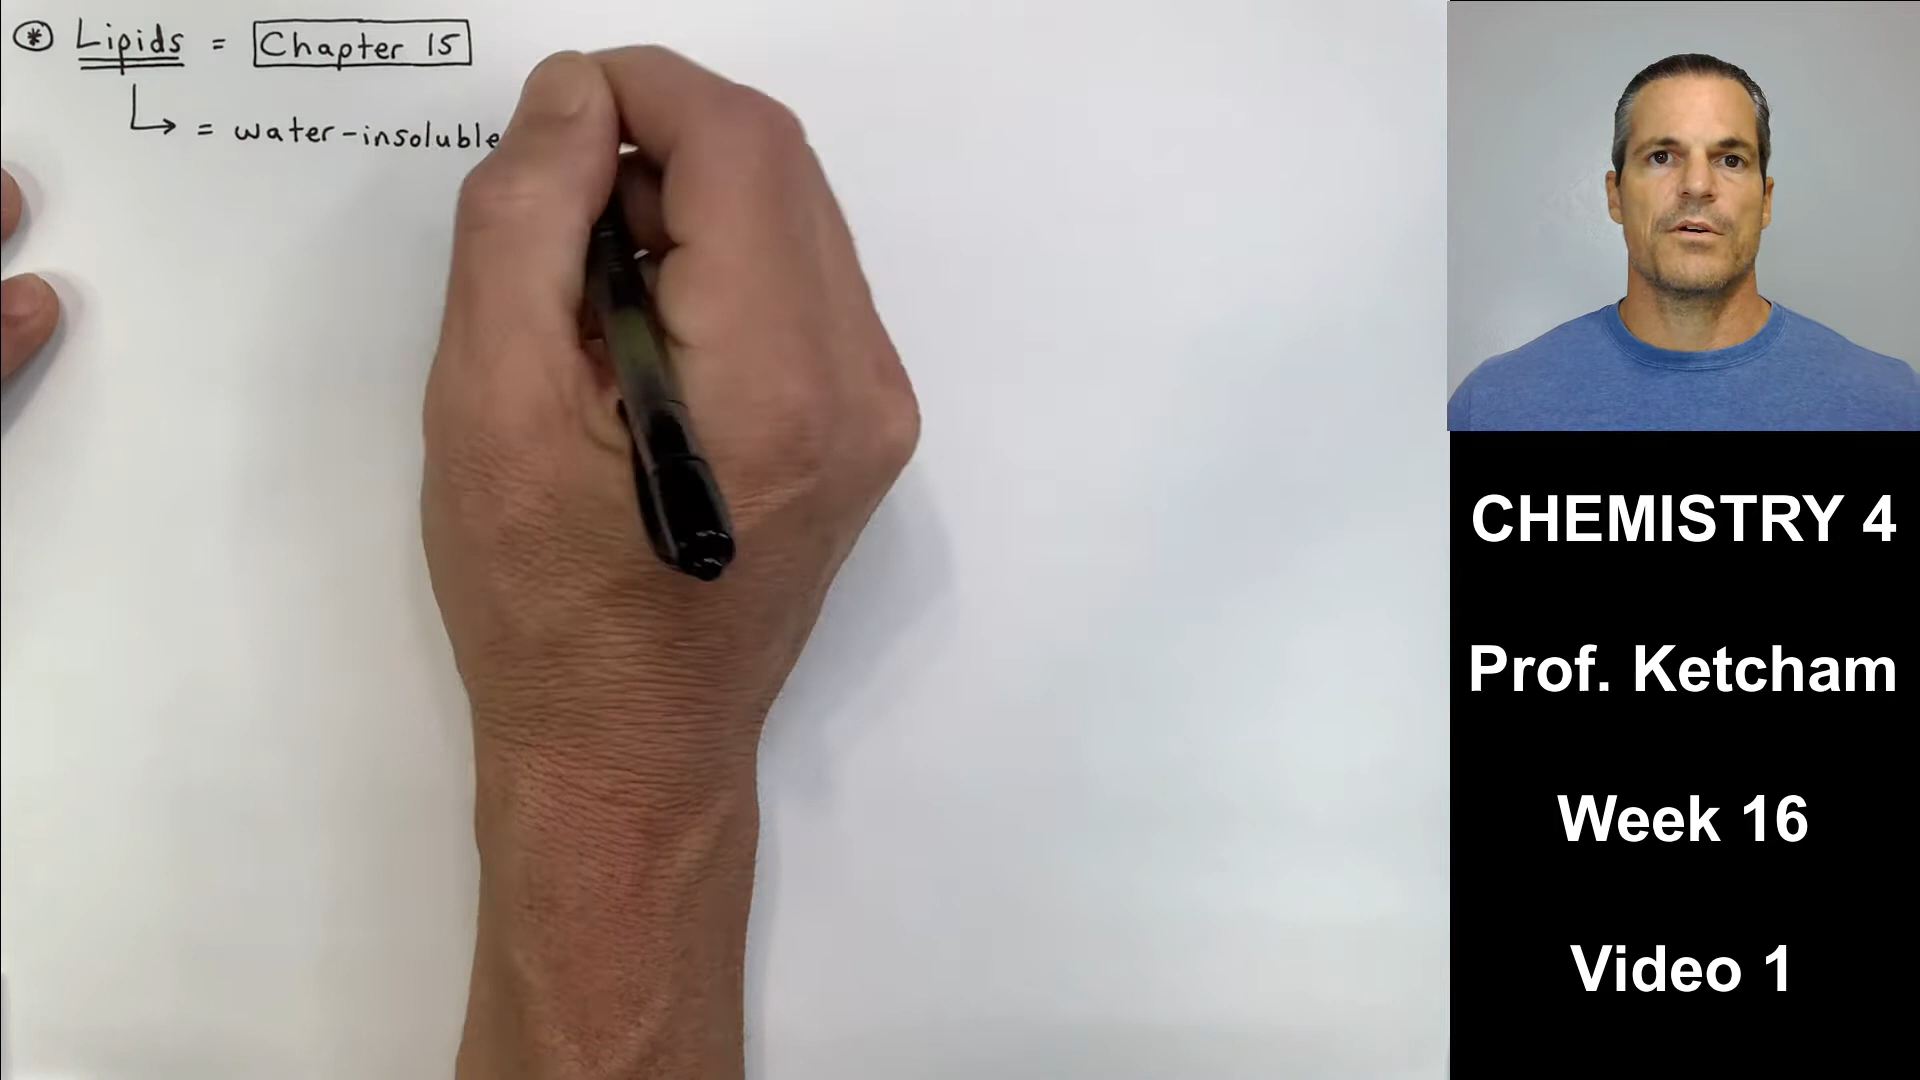 ⊛ Lipids = Chapter 15
↳ = water-insoluble
CHEMISTRY 4
Prof. Ketcham
Week 16
Video 1